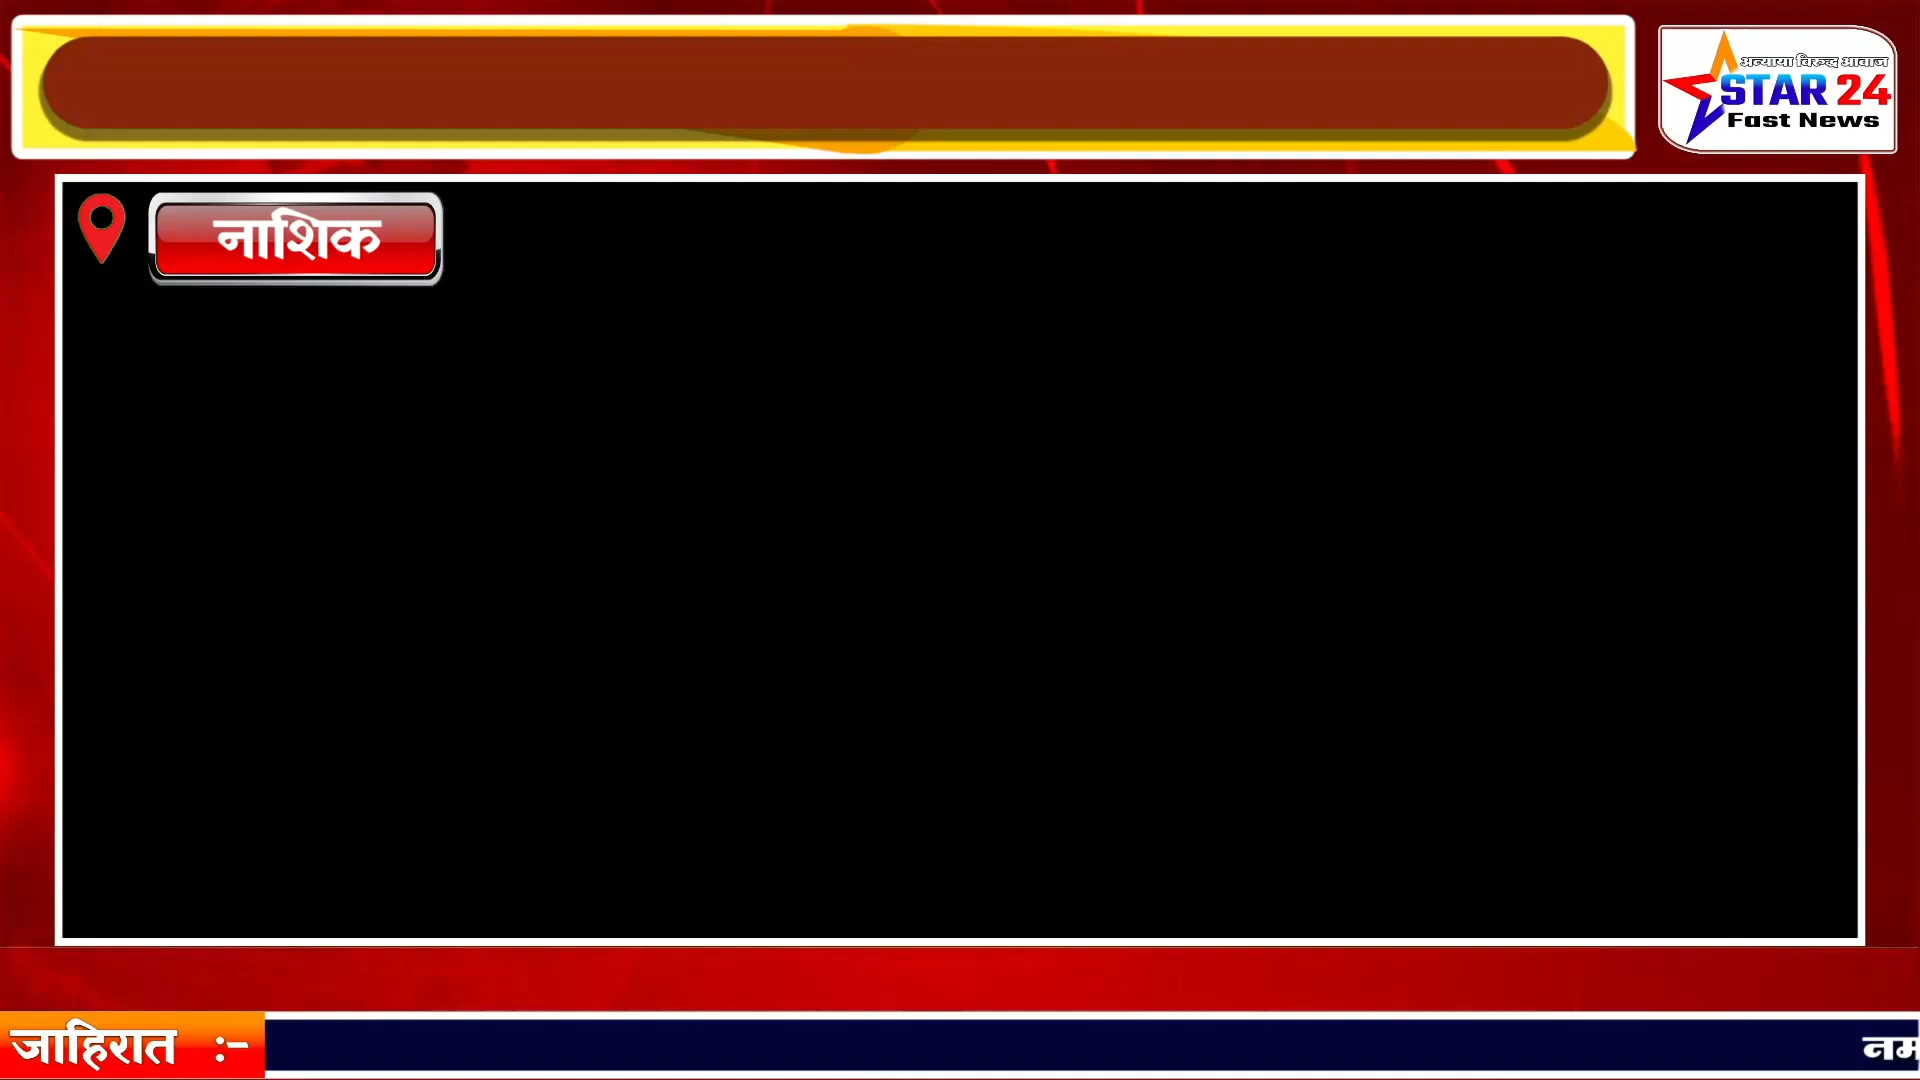 अन्याया विरुद्ध आवाज
STAR 24
Fast News
नाशिक
जाहिरात :-